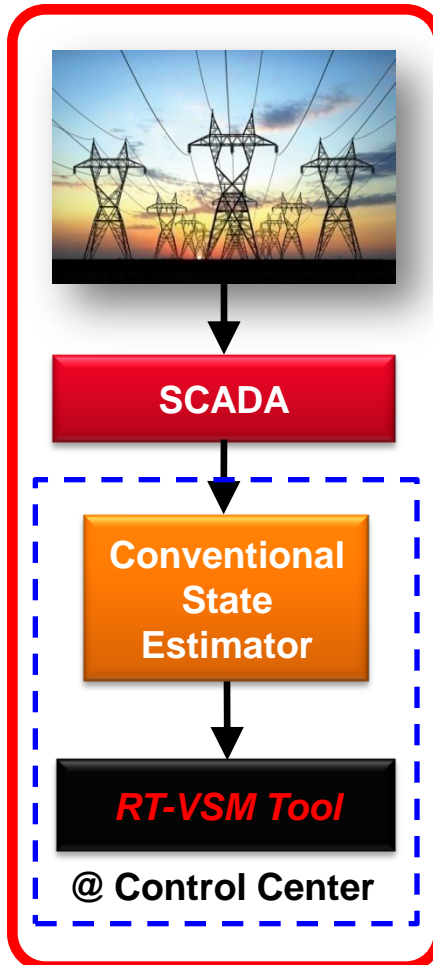 SCADA
Conventional
State
Estimator
RT-VSM Tool
@ Control Center